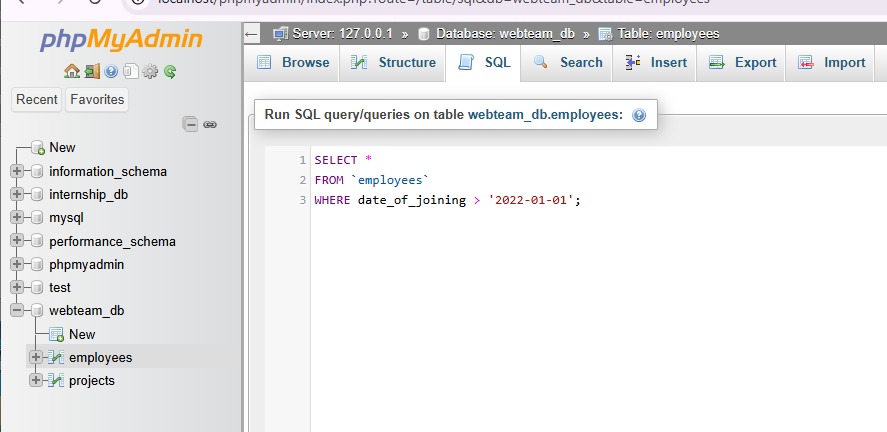 localhost/phpmyadmin/index.php?route=/table/sql&db=webteam_db&table=employees
phpMyAdmin
Recent Favorites
New
information_schema
internship_db
mysql
performance_schema
phpmyadmin
test
webteam_db
New
employees
projects
Server: 127.0.0.1 » Database: webteam_db » Table: employees
Browse Structure SQL Search Insert Export Import
Run SQL query/queries on table webteam_db.employees:
1 SELECT *
2 FROM `employees`
3 WHERE date_of_joining > '2022-01-01';